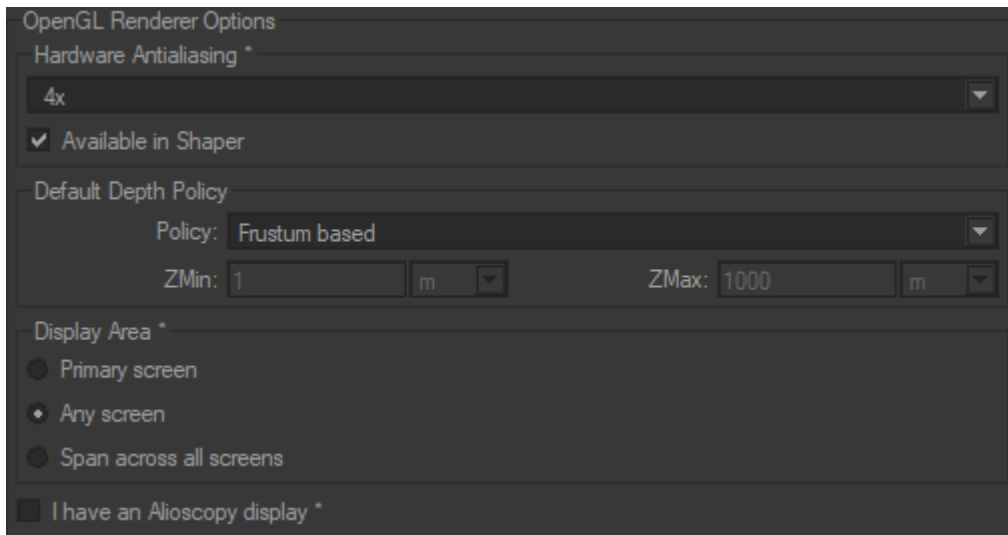 OpenGL Renderer Options
Hardware Antialiasing *
4x
Available in Shaper
Default Depth Policy
Policy: Frustum based
ZMin: 1 m ZMax: 1000 m
Display Area *
Primary screen
Any screen
Span across all screens
I have an Alioscopy display *